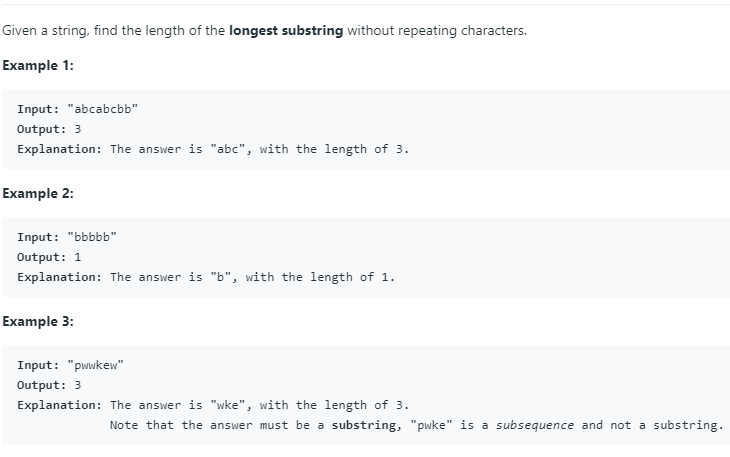 Given a string, find the length of the longest substring without repeating characters.
Example 1:
Input: "abcabcbb"
Output: 3
Explanation: The answer is "abc", with the length of 3.
Example 2:
Input: "bbbbb"
Output: 1
Explanation: The answer is "b", with the length of 1.
Example 3:
Input: "pwwkew"
Output: 3
Explanation: The answer is "wke", with the length of 3.
Note that the answer must be a substring, "pwke" is a subsequence and not a substring.